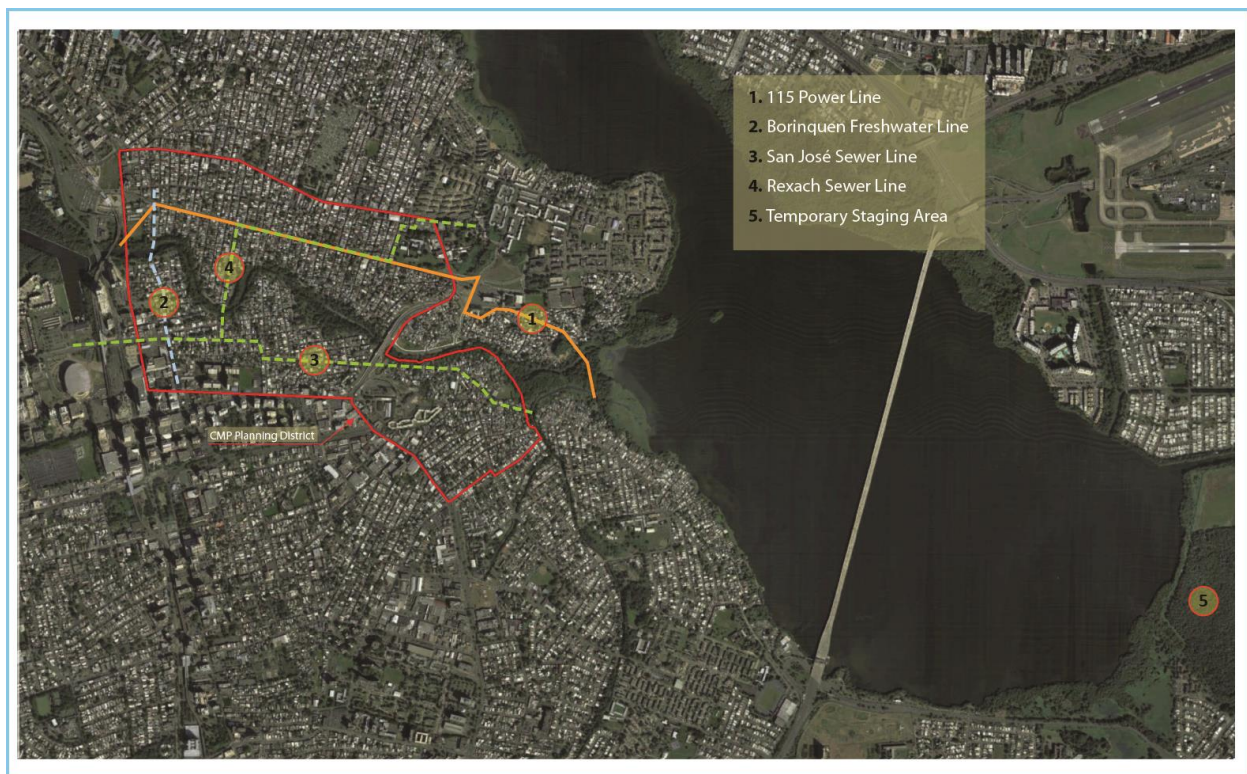 1. 115 Power Line
2. Borinquen Freshwater Line
3. San José Sewer Line
4. Rexach Sewer Line
5. Temporary Staging Area
4
2
1
3
CMP Planning District
5